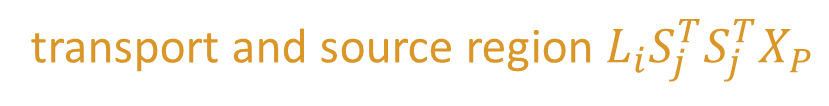 transport and source region $L_i S_j^T S_j^T X_P$